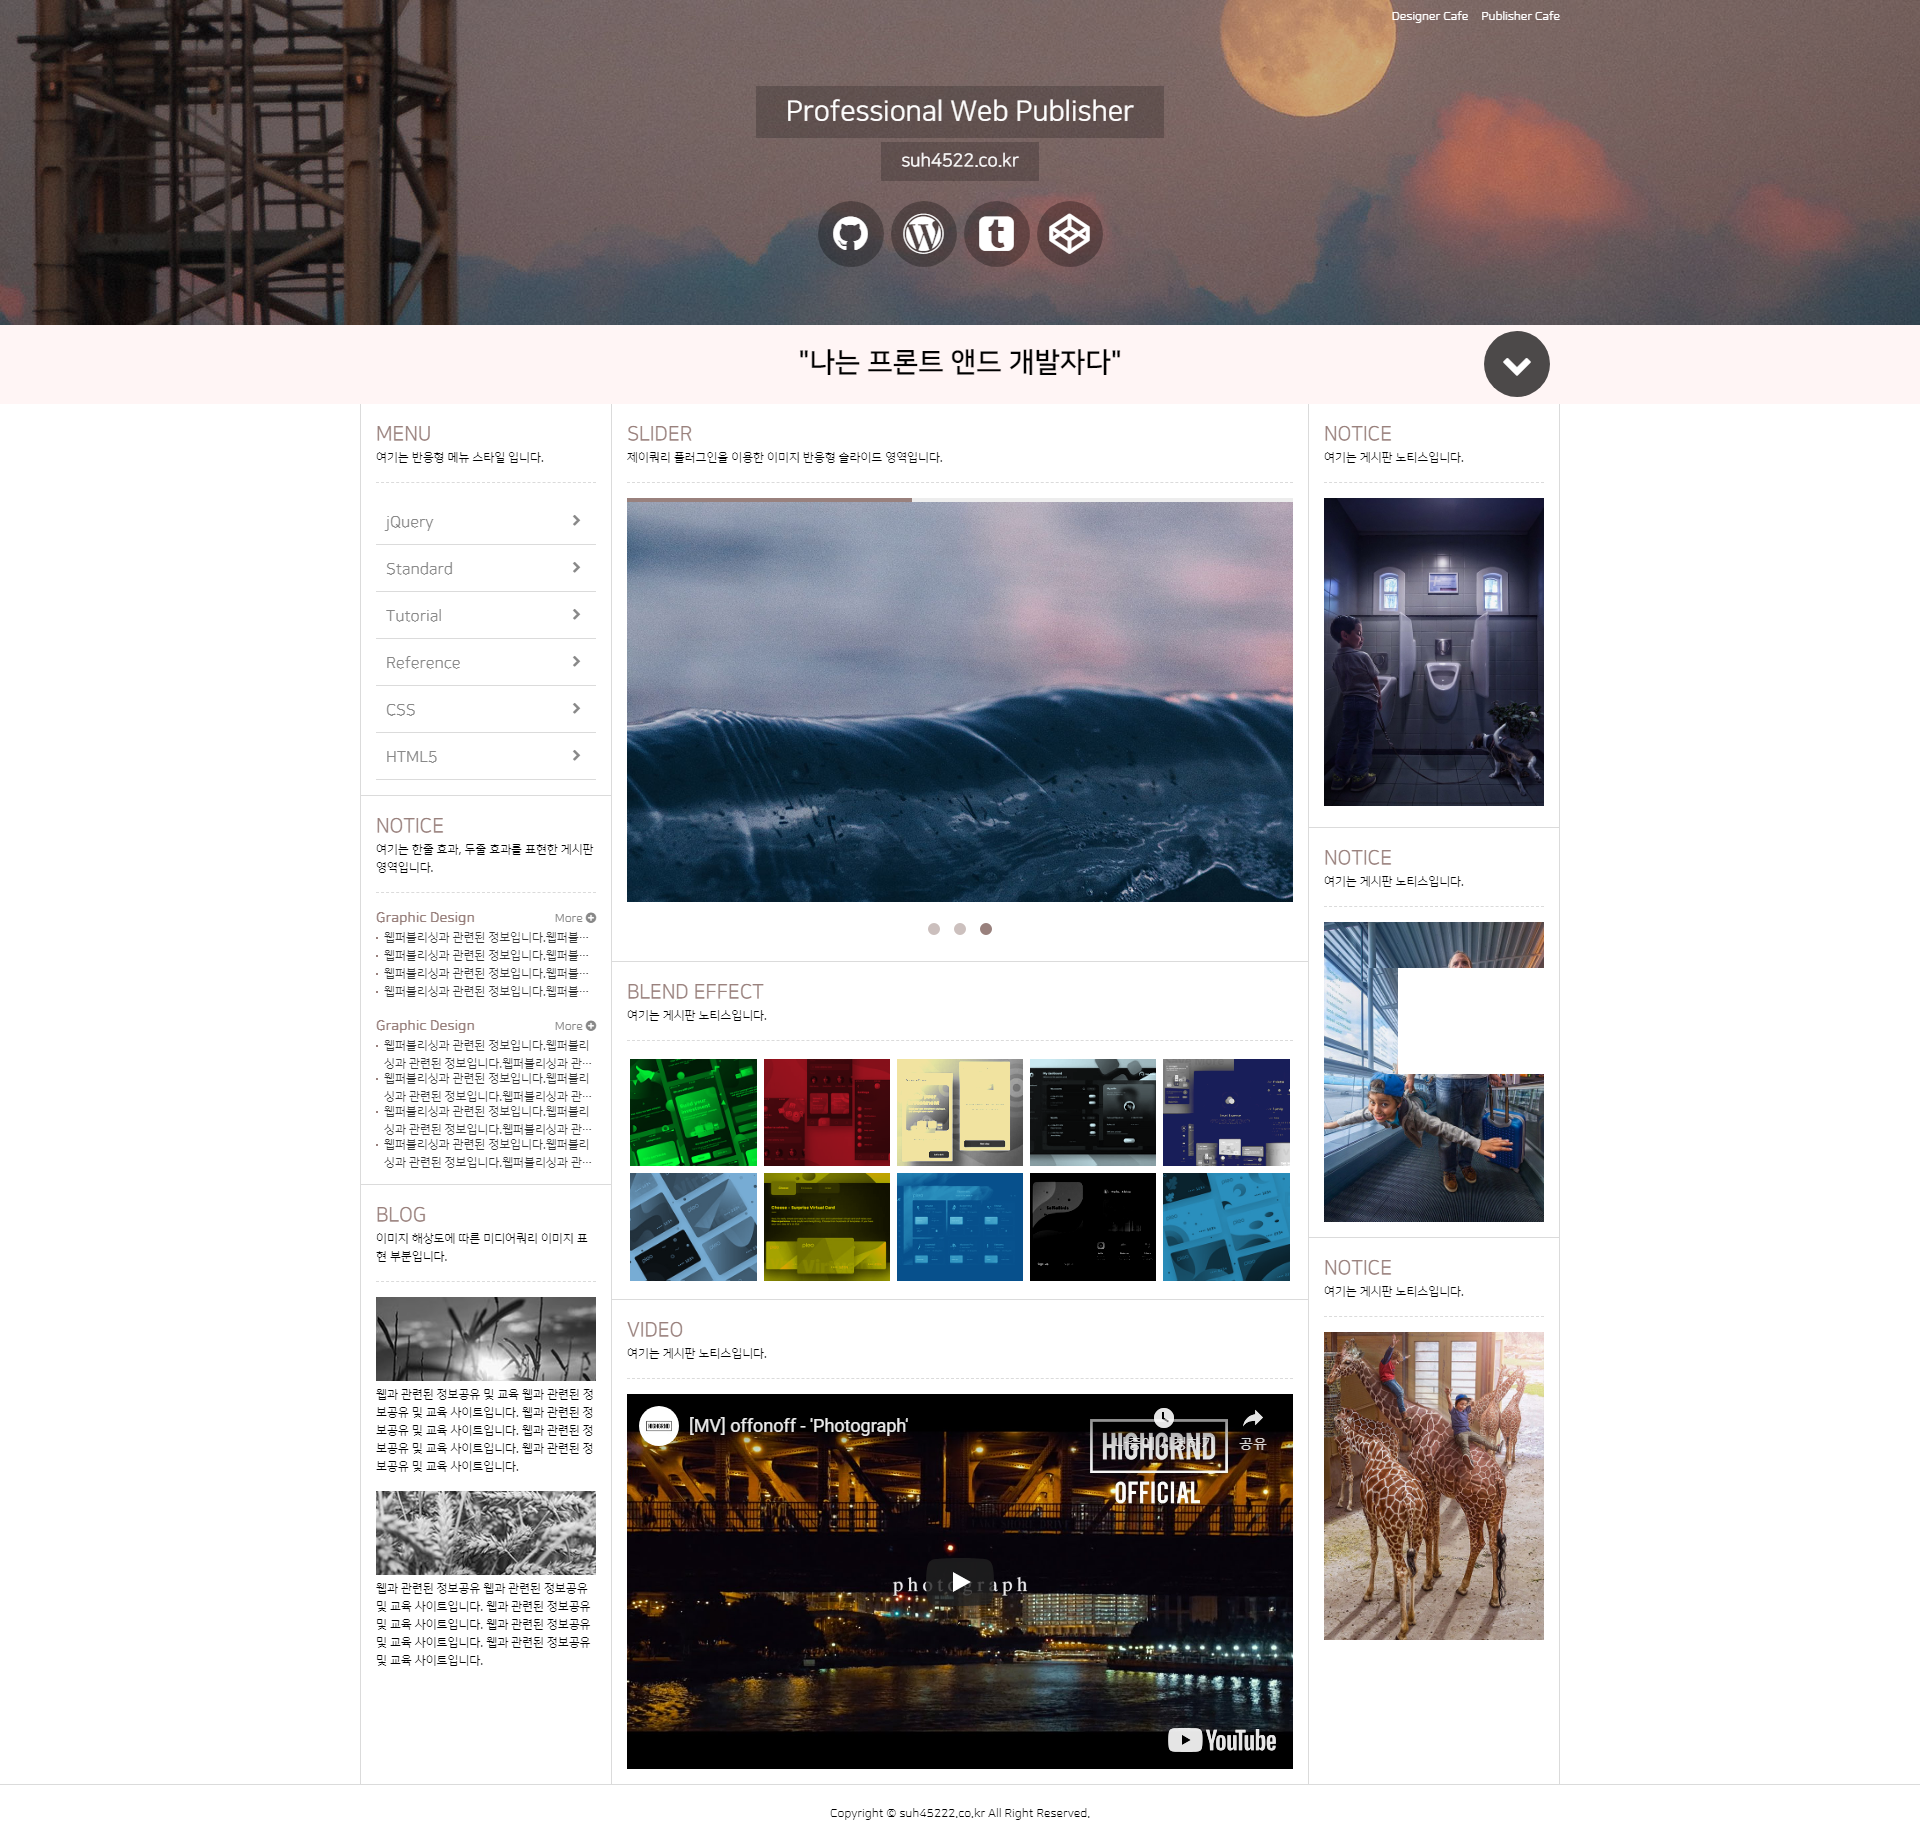 Designer Cafe Publisher Cafe
Professional Web Publisher
suh4522.co.kr
"나는 프론트 앤드 개발자다"
MENU
여기는 반응형 메뉴 스타일 입니다.
jQuery
Standard
Tutorial
Reference
CSS
HTML5
NOTICE
여기는 한줄 효과, 두줄 효과를 표현한 게시판
영역입니다.
Graphic Design More
웹퍼블리싱과 관련된 정보입니다.웹퍼블…
웹퍼블리싱과 관련된 정보입니다.웹퍼블…
웹퍼블리싱과 관련된 정보입니다.웹퍼블…
웹퍼블리싱과 관련된 정보입니다.웹퍼블…
Graphic Design More
웹퍼블리싱과 관련된 정보입니다.웹퍼블리
싱과 관련된 정보입니다.웹퍼블리싱과 관…
웹퍼블리싱과 관련된 정보입니다.웹퍼블리
싱과 관련된 정보입니다.웹퍼블리싱과 관…
웹퍼블리싱과 관련된 정보입니다.웹퍼블리
싱과 관련된 정보입니다.웹퍼블리싱과 관…
웹퍼블리싱과 관련된 정보입니다.웹퍼블리
싱과 관련된 정보입니다.웹퍼블리싱과 관…
BLOG
이미지 해상도에 따른 미디어쿼리 이미지 표
현 부분입니다.
웹과 관련된 정보공유 및 교육 웹과 관련된 정
보공유 및 교육 사이트입니다. 웹과 관련된 정
보공유 및 교육 사이트입니다. 웹과 관련된 정
보공유 및 교육 사이트입니다. 웹과 관련된 정
보공유 및 교육 사이트입니다.
웹과 관련된 정보공유 웹과 관련된 정보공유
및 교육 사이트입니다. 웹과 관련된 정보공유
및 교육 사이트입니다. 웹과 관련된 정보공유
및 교육 사이트입니다. 웹과 관련된 정보공유
및 교육 사이트입니다.
SLIDER
제이쿼리 플러그인을 이용한 이미지 반응형 슬라이드 영역입니다.
BLEND EFFECT
여기는 게시판 노티스입니다.
Choose - Surprise Virtual Card
VIDEO
여기는 게시판 노티스입니다.
HIGHGRND
[MV] offonoff - 'Photograph'
공유
HIGHGRND
OFFICIAL
photograph
YouTube
NOTICE
여기는 게시판 노티스입니다.
NOTICE
여기는 게시판 노티스입니다.
NOTICE
여기는 게시판 노티스입니다.
Copyright © suh45222.co.kr All Right Reserved.